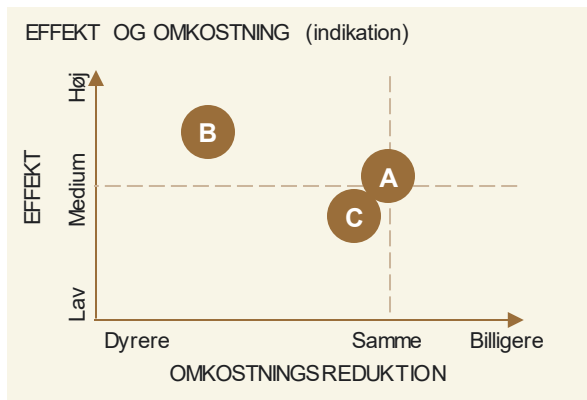 EFFEKT OG OMKOSTNING (indikation)
Høj
B
A
EFFEKT
Medium
C
Lav
Dyrere Samme Billigere
OMKOSTNINGSREDUKTION